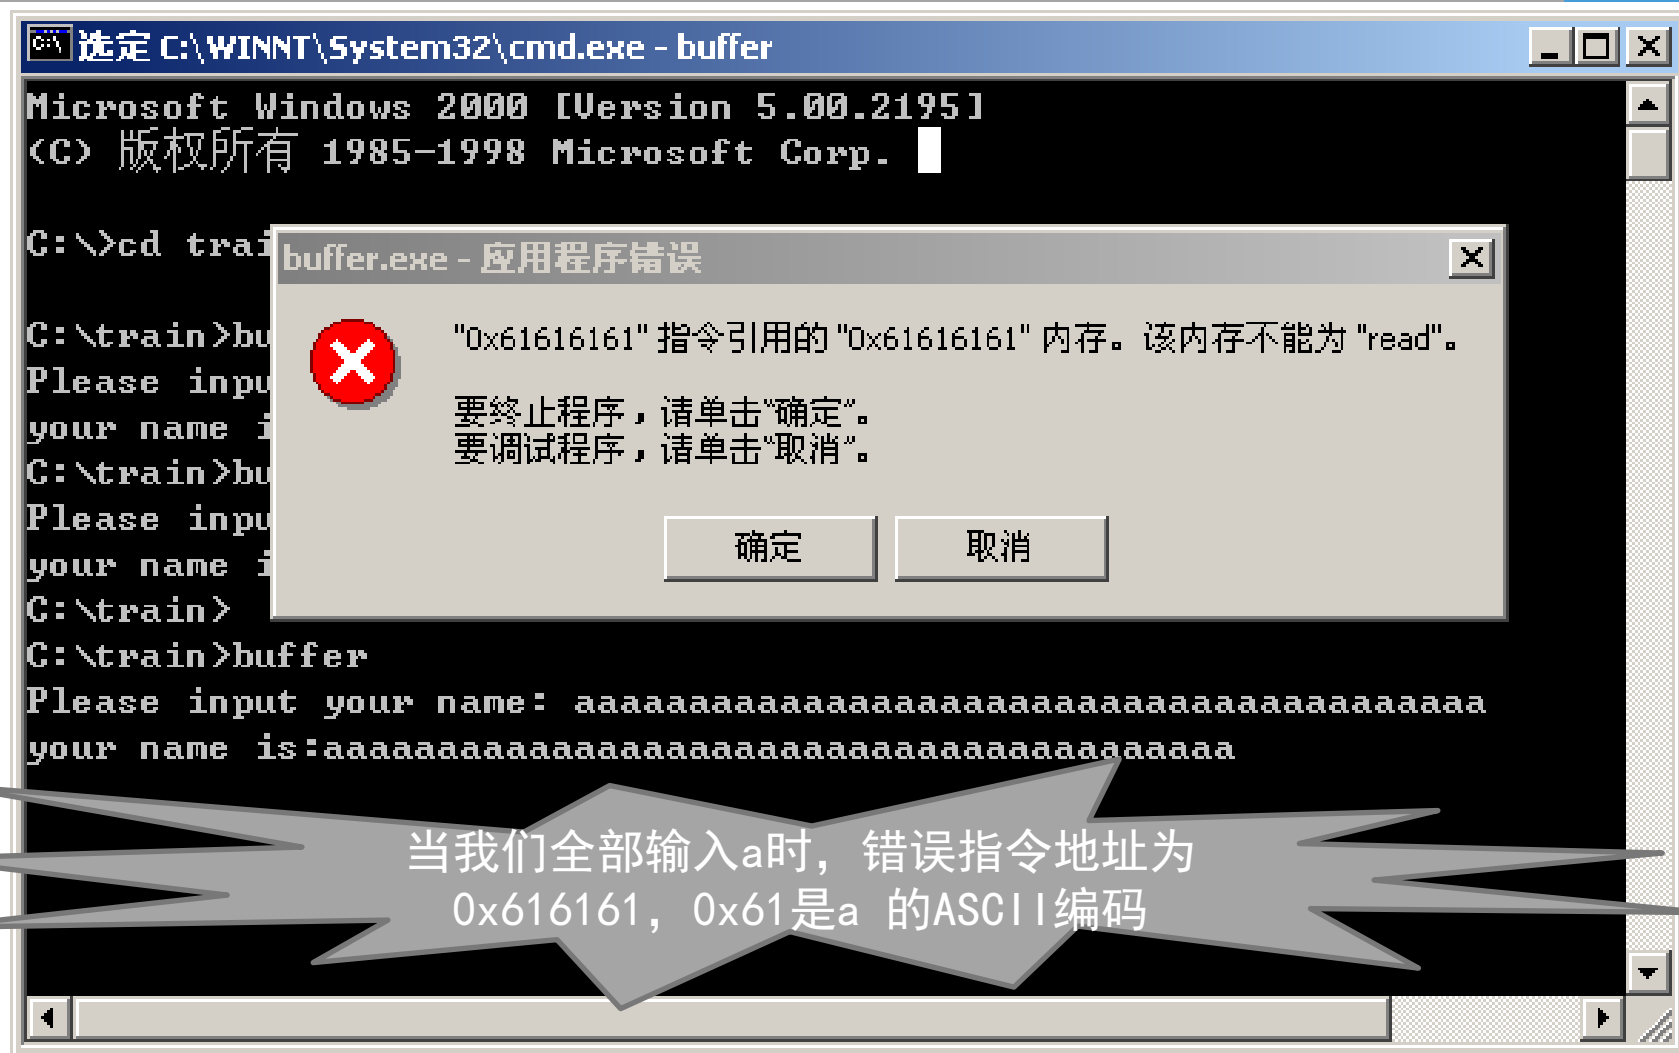 选定 C:\WINNT\System32\cmd.exe - buffer
Microsoft Windows 2000 [Version 5.00.2195]
(C) 版权所有 1985-1998 Microsoft Corp.
C:\>cd trai
buffer.exe - 应用程序错误
"0x61616161" 指令引用的 "0x61616161" 内存。该内存不能为 "read"。
要终止程序，请单击"确定"。
要调试程序，请单击"取消"。
确定 取消
C:\train>bu
Please inpu
your name i
C:\train>bu
Please inpu
your name i
C:\train>
C:\train>buffer
Please input your name: aaaaaaaaaaaaaaaaaaaaaaaaaaaaaaaaaaaaaaaa
your name is:aaaaaaaaaaaaaaaaaaaaaaaaaaaaaaaaaaaaaaaa
当我们全部输入a时，错误指令地址为
0x616161，0x61是a 的ASCII编码